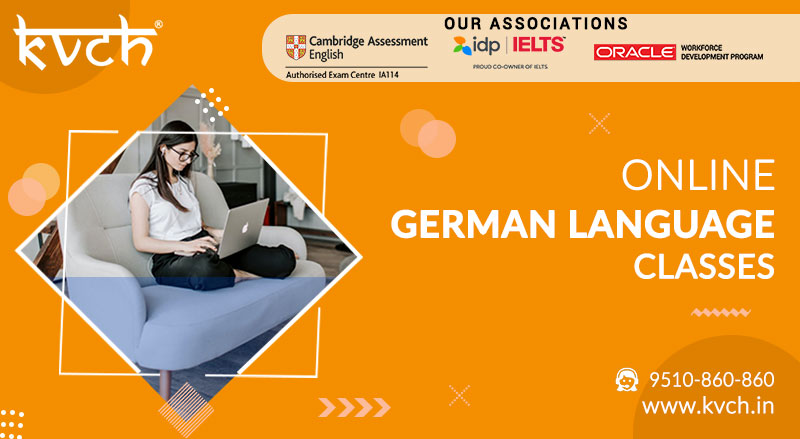 kvch®
OUR ASSOCIATIONS
Cambridge Assessment
English
Authorised Exam Centre IA114
idp IELTS™
PROUD CO-OWNER OF IELTS
ORACLE
WORKFORCE
DEVELOPMENT PROGRAM
ONLINE
GERMAN LANGUAGE
CLASSES
9510-860-860
www.kvch.in